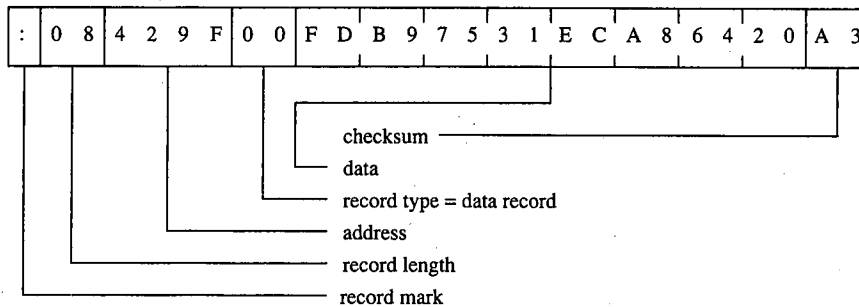 : 0 8 4 2 9 F 0 0 F D B 9 7 5 3 1 E C A 8 6 4 2 0 A 3
checksum
data
record type = data record
address
record length
record mark